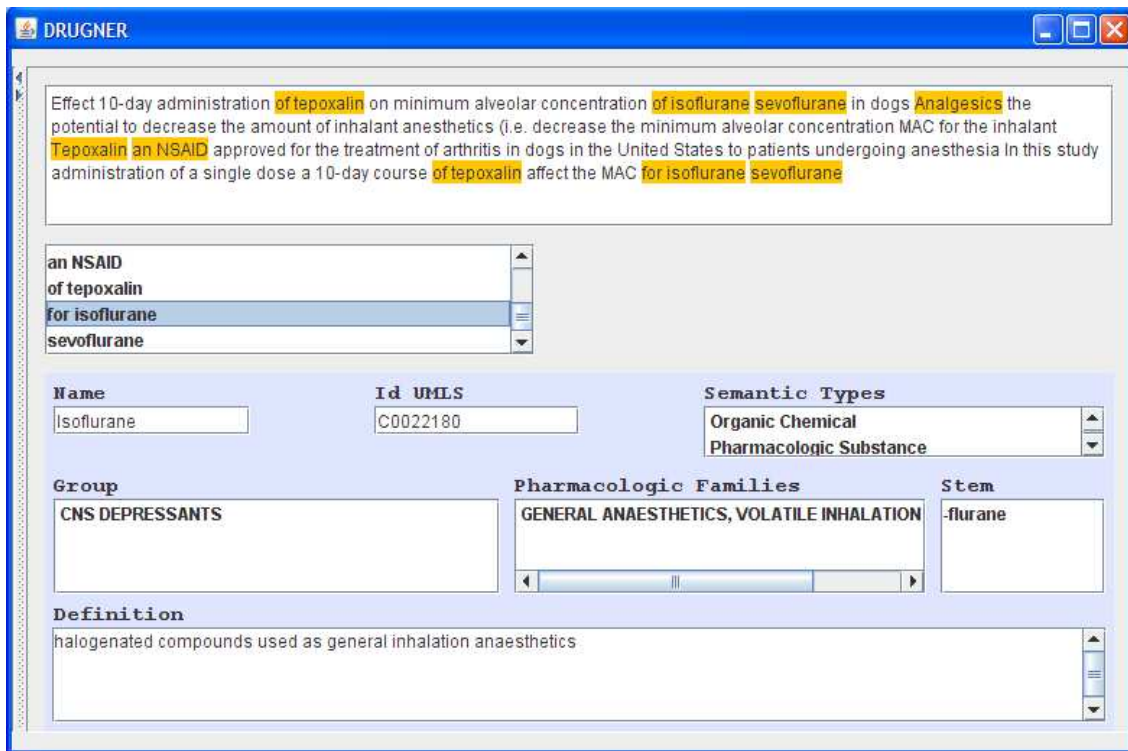 DRUGNER
Effect 10-day administration of tepoxalin on minimum alveolar concentration of isoflurane sevoflurane in dogs Analgesics the
potential to decrease the amount of inhalant anesthetics (i.e. decrease the minimum alveolar concentration MAC for the inhalant
Tepoxalin an NSAID approved for the treatment of arthritis in dogs in the United States to patients undergoing anesthesia In this study
administration of a single dose a 10-day course of tepoxalin affect the MAC for isoflurane sevoflurane
an NSAID
of tepoxalin
for isoflurane
sevoflurane
Name Id UMLS Semantic Types
Isoflurane C0022180 Organic Chemical
Pharmacologic Substance
Group Pharmacologic Families Stem
CNS DEPRESSANTS GENERAL ANAESTHETICS, VOLATILE INHALATION -flurane
Definition
halogenated compounds used as general inhalation anaesthetics